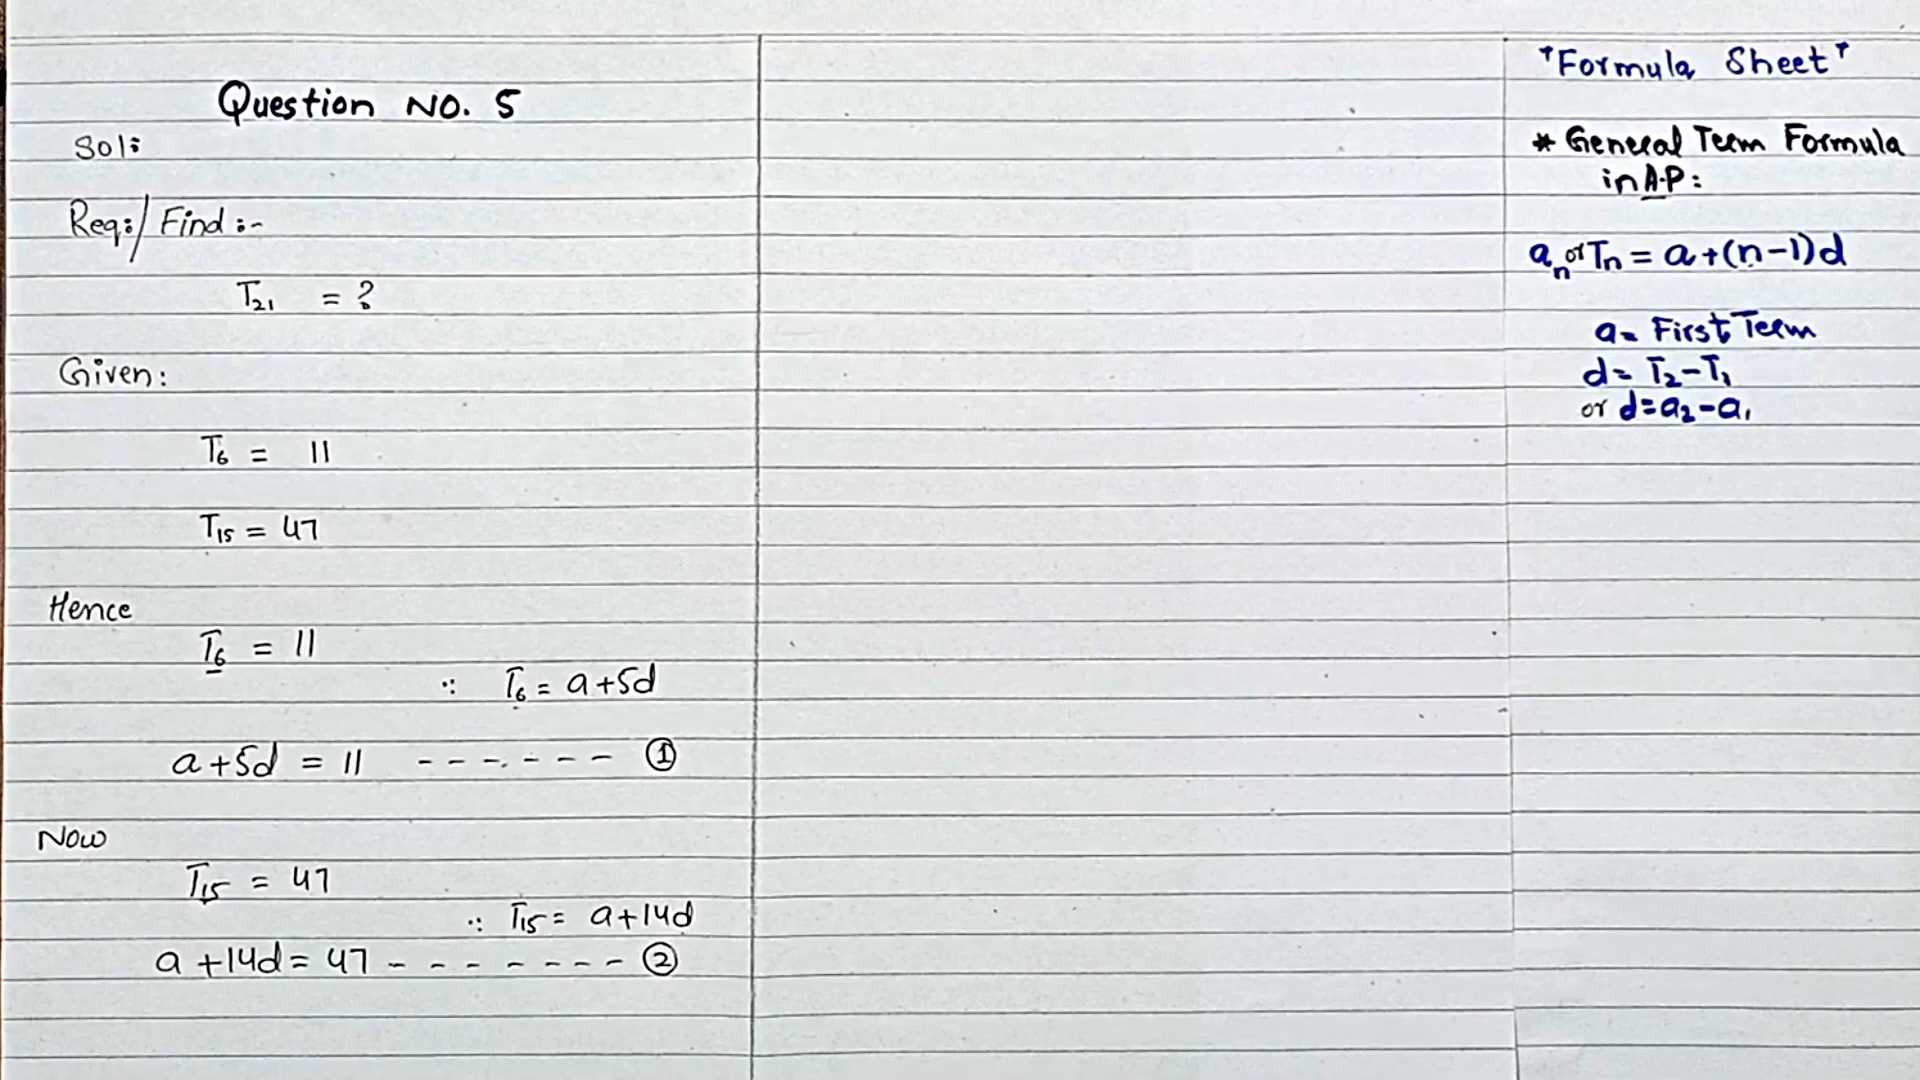 Question NO. 5
Sol:
Req:/ Find :-
T₂₁ = ?
Given:
T₆ = 11
T₁₅ = 47
Hence
T₆ = 11
∵ T₆ = a+5d
a+5d = 11 ------- ①
Now
T₁₅ = 47
∵ T₁₅ = a+14d
a+14d = 47 -------- ②
"Formula Sheet"
* General Term Formula
in A.P:
aₙ or Tₙ = a+(n-1)d
a = First Term
d = T₂-T₁
or d=a₂-a₁